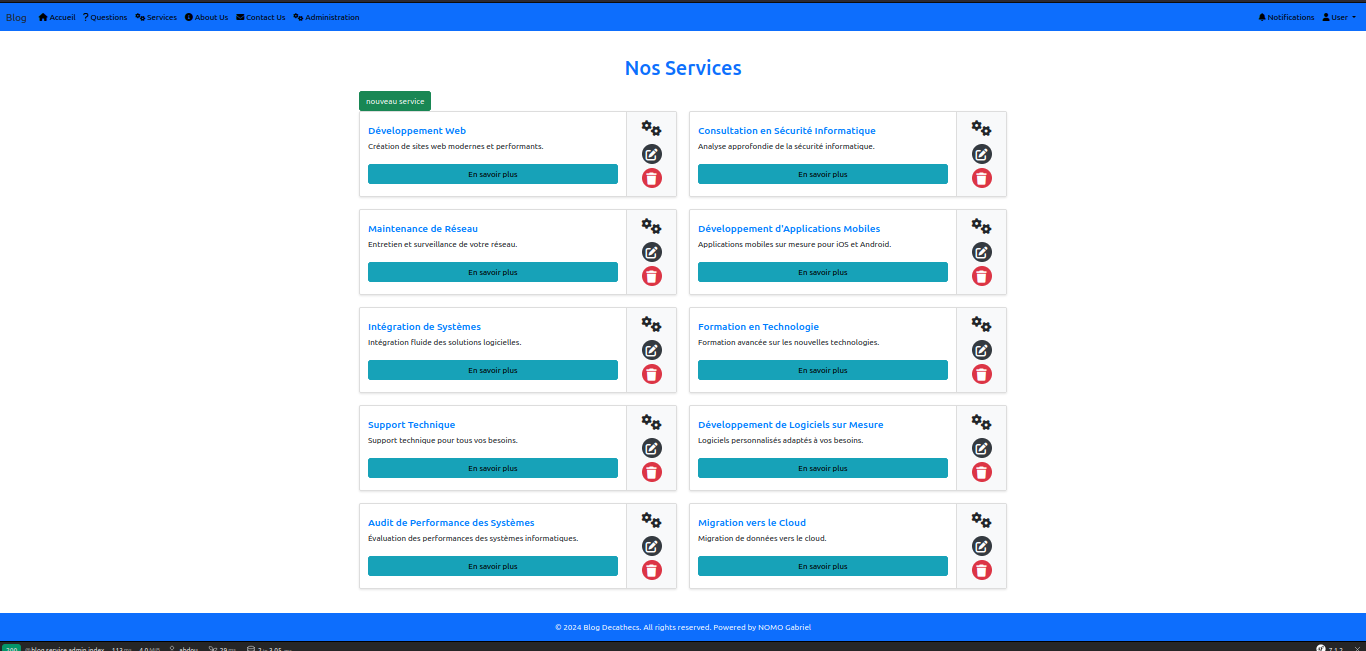 Blog Accueil ? Questions Services About Us Contact Us Administration Notifications User
Nos Services
nouveau service
Développement Web
Création de sites web modernes et performants.
En savoir plus
Consultation en Sécurité Informatique
Analyse approfondie de la sécurité informatique.
En savoir plus
Maintenance de Réseau
Entretien et surveillance de votre réseau.
En savoir plus
Développement d'Applications Mobiles
Applications mobiles sur mesure pour iOS et Android.
En savoir plus
Intégration de Systèmes
Intégration fluide des solutions logicielles.
En savoir plus
Formation en Technologie
Formation avancée sur les nouvelles technologies.
En savoir plus
Support Technique
Support technique pour tous vos besoins.
En savoir plus
Développement de Logiciels sur Mesure
Logiciels personnalisés adaptés à vos besoins.
En savoir plus
Audit de Performance des Systèmes
Évaluation des performances des systèmes informatiques.
En savoir plus
Migration vers le Cloud
Migration de données vers le cloud.
En savoir plus
© 2024 Blog Decathecs. All rights reserved. Powered by NOMO Gabriel
200 @blog.service.admin.index 113 ms 4.0 MiB 29 ms